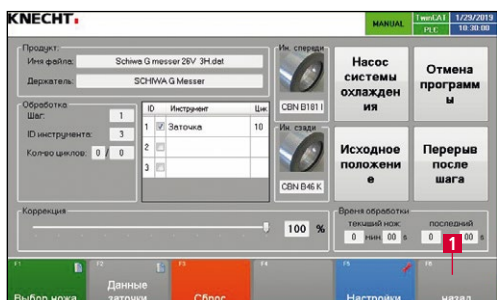 KNECHT.
MANUAL
TwinCAT 1/29/2019
PLC 10:30:00
Продукт:
Имя файла: Schiwa G messer 26V 3H.dat
Держатель: SCHIWA G Messer
Ин. спереди
CBN B181 I
Насос системы охлажден ия
Отмена программ ы
Обработка
Шаг: 1
ID инструмента: 3
Кол-во циклов: 0 / 0
ID Инструмент Цик
1 Заточка 10
2
3
Ин. сзади
CBN B46 K
Исходное положени е
Перерыв после шага
Коррекция
100 %
Время обработки
текущий нож: последний
0 мин 00 s 0 00 s
1
F1 F2 F3 F4 F5 F6
Выбор ножа
Данные заточки
Сброс
Настройки
назад